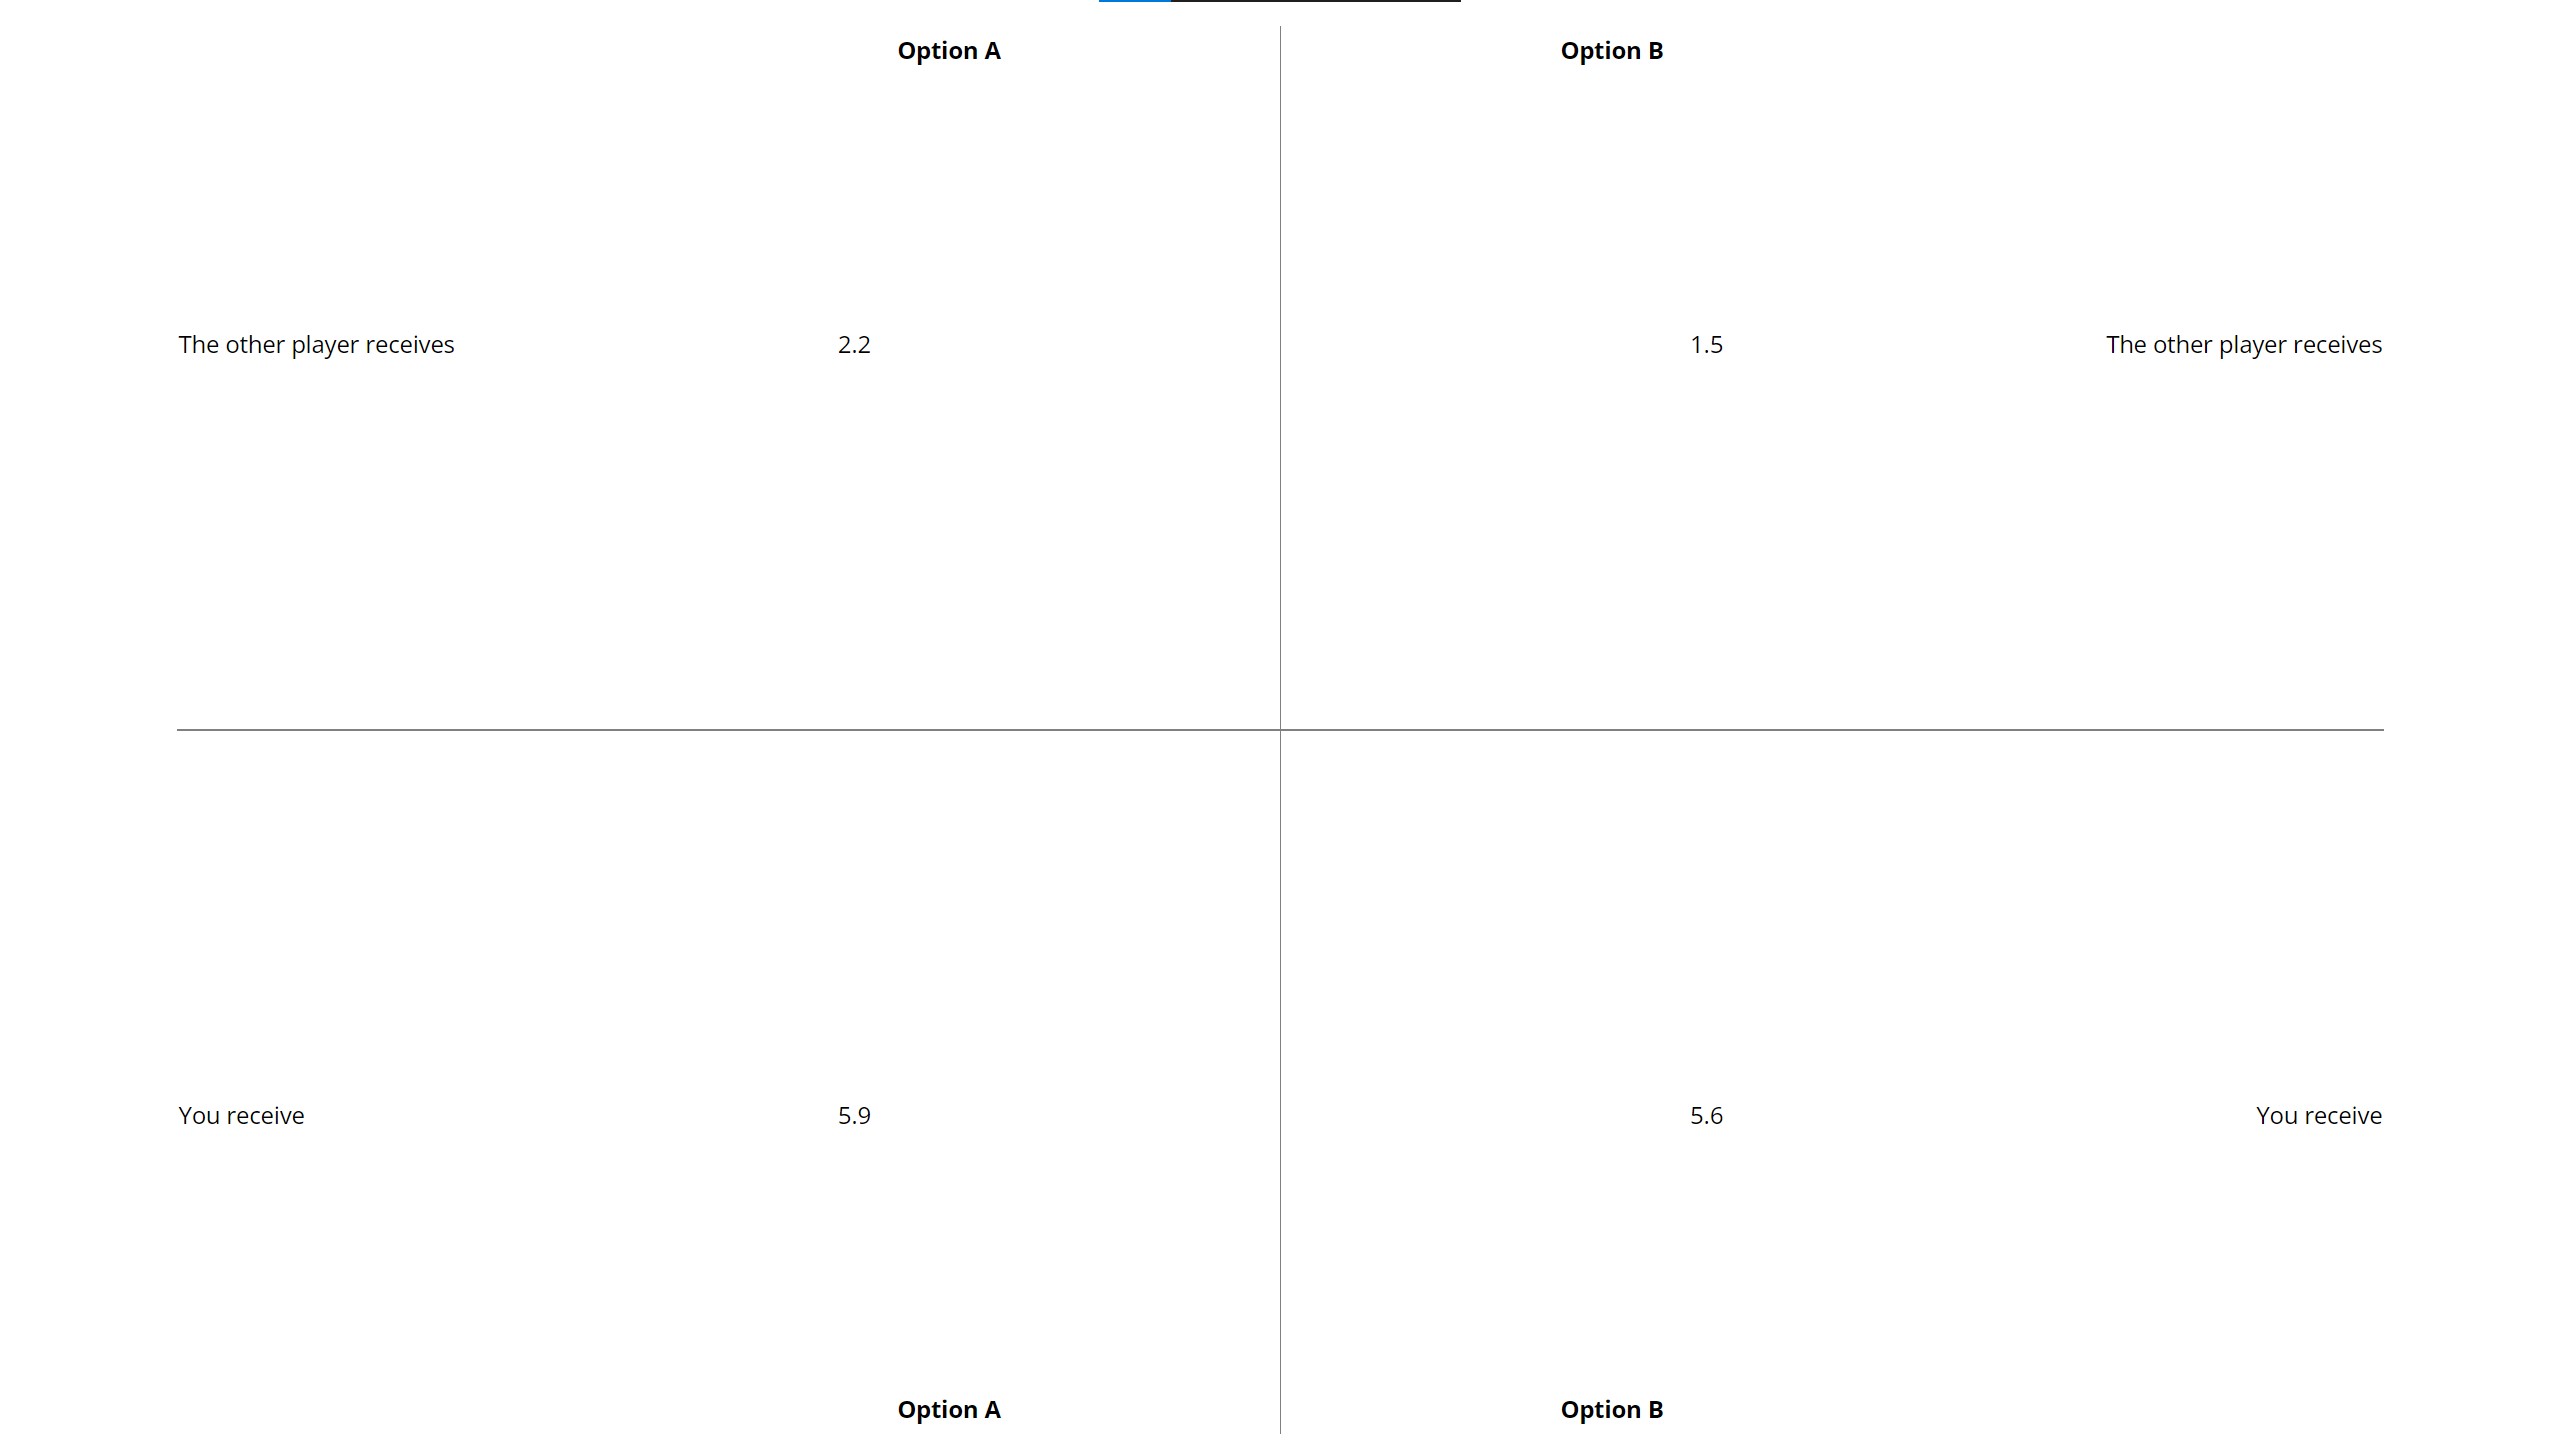 Option A Option B
The other player receives 2.2 1.5 The other player receives
You receive 5.9 5.6 You receive
Option A Option B